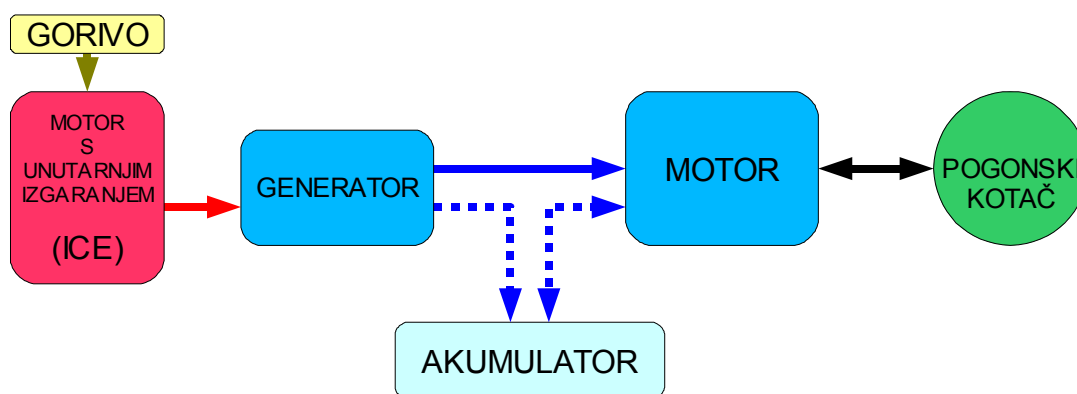 GORIVO
MOTOR
S
UNUTARNJIM
IZGARANJEM
(ICE)
GENERATOR
MOTOR
POGONSKI
KOTAČ
AKUMULATOR